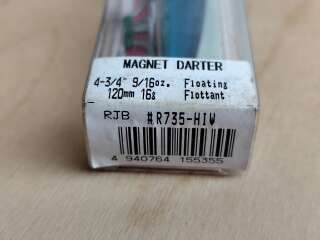 MAGNET DARTER
4-3/4" 9/16oz. Floating
120mm 16g Flottant
RJB #R735-HIW
4 940764 155355